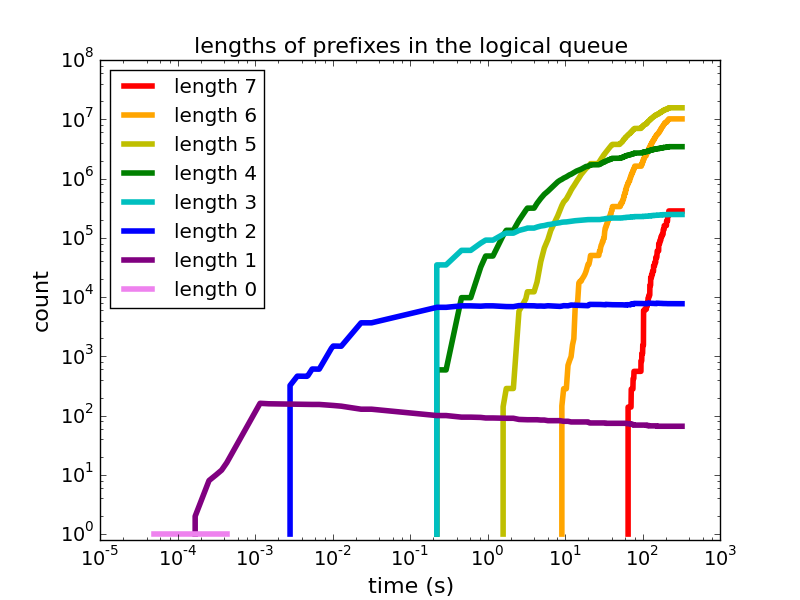 lengths of prefixes in the logical queue
10^8
10^7
10^6
10^5
10^4
10^3
10^2
10^1
10^0
count
length 7
length 6
length 5
length 4
length 3
length 2
length 1
length 0
10^-5 10^-4 10^-3 10^-2 10^-1 10^0 10^1 10^2 10^3
time (s)